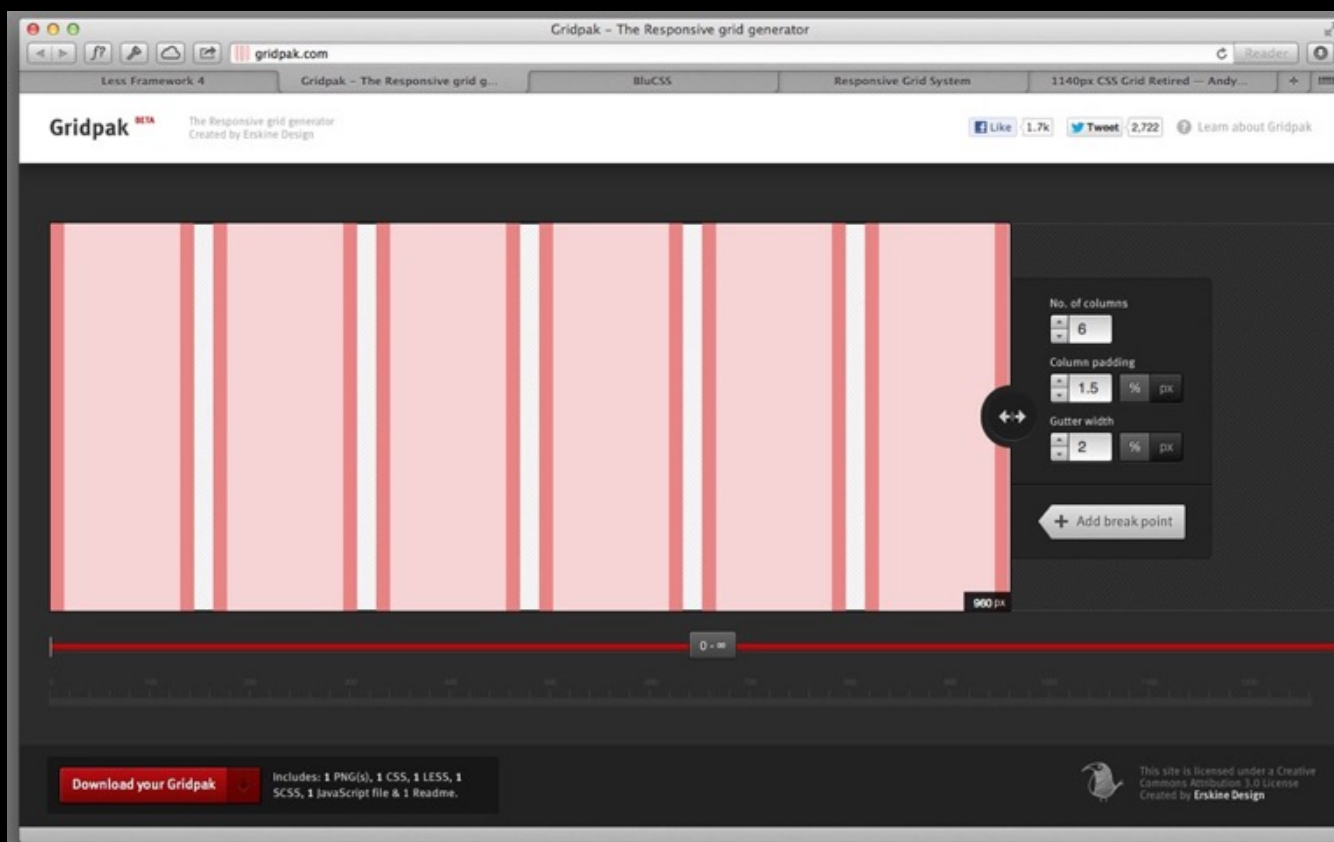 Gridpak – The Responsive grid generator
gridpak.com
Reader
Less Framework 4
Gridpak – The Responsive grid g...
BluCSS
Responsive Grid System
1140px CSS Grid Retired — Andy...
Gridpak BETA
The Responsive grid generator
Created by Erskine Design
Like 1.7k
Tweet 2,722
Learn about Gridpak
No. of columns
6
Column padding
1.5 % px
Gutter width
2 % px
+ Add break point
960 px
0 - ∞
Download your Gridpak
Includes: 1 PNG(s), 1 CSS, 1 LESS, 1
SCSS, 1 JavaScript file & 1 Readme.
This site is licensed under a Creative
Commons Attribution 3.0 License
Created by Erskine Design